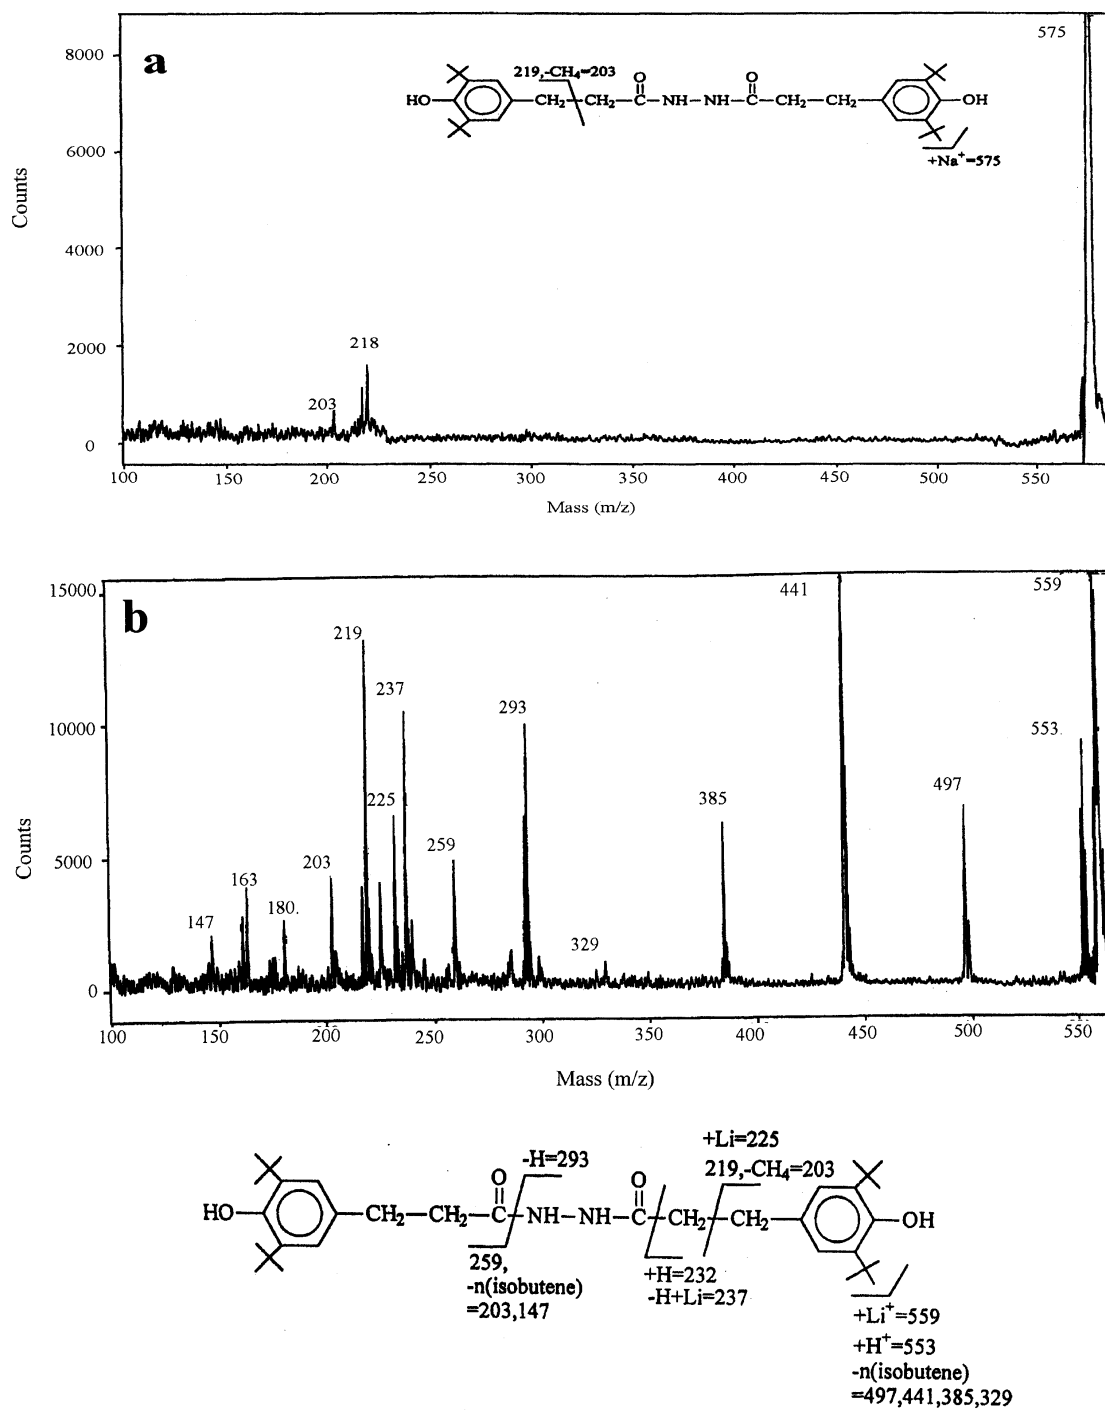 a
575
8000
6000
4000
2000
0
Counts
219,-CH₄=203
HO
CH₂
CH₂
O
C
NH
NH
O
C
CH₂
CH₂
OH
+Na⁺=575
218
203
100 150 200 250 300 350 400 450 500 550
Mass (m/z)
b
15000
10000
5000
0
Counts
441
559
219
237
293
553.
225
385
497
259
203
163
180.
147
329
100 150 200 250 300 350 400 450 500 550
Mass (m/z)
+Li=225
-H=293
219,-CH₄=203
HO
CH₂
CH₂
O
C
NH
NH
O
C
CH₂
CH₂
OH
259,
-n(isobutene)
=203,147
+H=232
-H+Li=237
+Li⁺=559
+H⁺=553
-n(isobutene)
=497,441,385,329